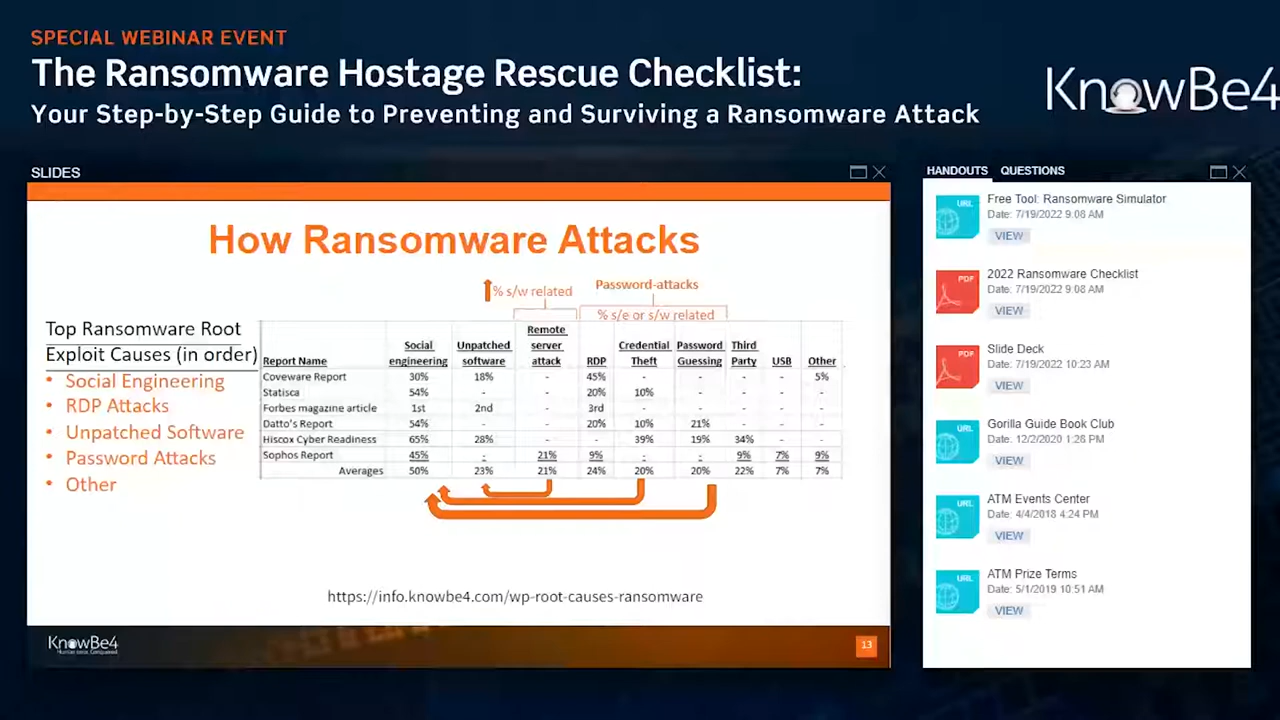 SPECIAL WEBINAR EVENT
The Ransomware Hostage Rescue Checklist:
Your Step-by-Step Guide to Preventing and Surviving a Ransomware Attack
KnowBe4
SLIDES
How Ransomware Attacks
% s/w related
Password-attacks
% s/e or s/w related
Top Ransomware Root
Exploit Causes (in order)
• Social Engineering
• RDP Attacks
• Unpatched Software
• Password Attacks
• Other
Report Name Social engineering Unpatched software Remote server attack RDP Credential Theft Password Guessing Third Party USB Other
Coveware Report 30% 18% - 45% - - - - 5%
Statisca 54% - - 20% 10% - - - -
Forbes magazine article 1st 2nd - 3rd - - - - -
Datto's Report 54% - - 20% 10% 21% - - -
Hiscox Cyber Readiness 65% 28% - - 39% 19% 34% - -
Sophos Report 45% - 21% 9% - - 9% 7% 9%
Averages 50% 23% 21% 24% 20% 20% 22% 7% 7%
https://info.knowbe4.com/wp-root-causes-ransomware
KnowBe4
13
HANDOUTS QUESTIONS
URL
Free Tool: Ransomware Simulator
Date: 7/19/2022 9:08 AM
VIEW
PDF
2022 Ransomware Checklist
Date: 7/19/2022 9:08 AM
VIEW
PDF
Slide Deck
Date: 7/19/2022 10:23 AM
VIEW
URL
Gorilla Guide Book Club
Date: 12/2/2020 1:28 PM
VIEW
URL
ATM Events Center
Date: 4/4/2018 4:24 PM
VIEW
URL
ATM Prize Terms
Date: 5/1/2019 10:51 AM
VIEW